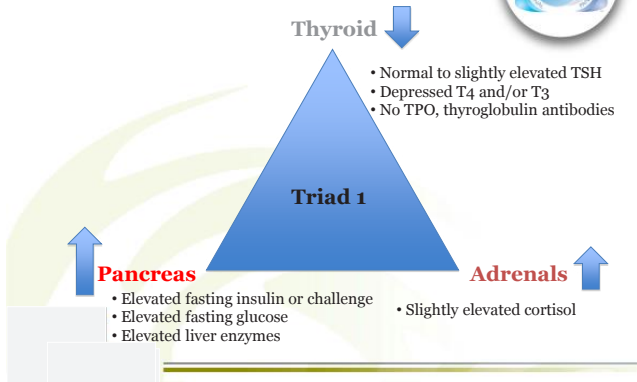 Thyroid
• Normal to slightly elevated TSH
• Depressed T4 and/or T3
• No TPO, thyroglobulin antibodies
Triad 1
Pancreas
• Elevated fasting insulin or challenge
• Elevated fasting glucose
• Elevated liver enzymes
Adrenals
• Slightly elevated cortisol